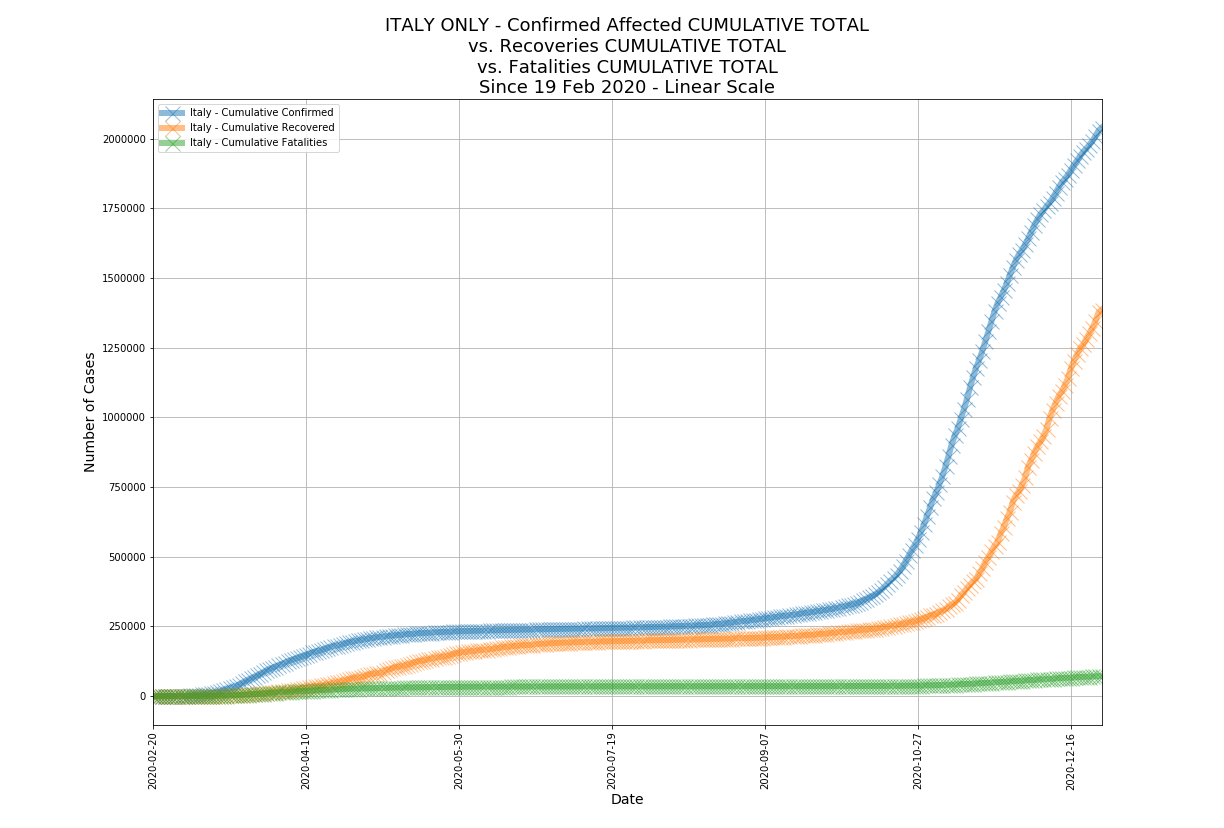 ITALY ONLY - Confirmed Affected CUMULATIVE TOTAL
vs. Recoveries CUMULATIVE TOTAL
vs. Fatalities CUMULATIVE TOTAL
Since 19 Feb 2020 - Linear Scale
Italy - Cumulative Confirmed
Italy - Cumulative Recovered
Italy - Cumulative Fatalities
Number of Cases
2000000
1750000
1500000
1250000
1000000
750000
500000
250000
0
2020-02-20
2020-04-10
2020-05-30
2020-07-19
2020-09-07
2020-10-27
2020-12-16
Date